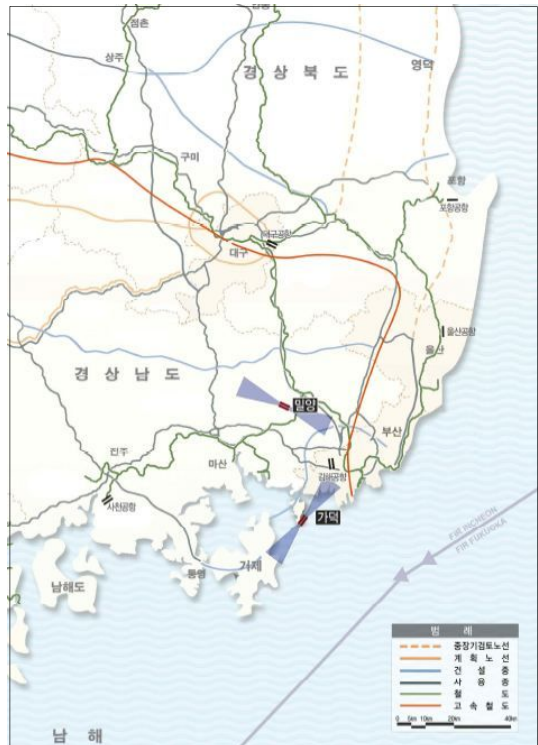 점촌
상주
경 상 북 도
영덕
구미
포항
포항공항
대구공항
대구
울산공항
울산
경 상 남 도
밀양
부산
진주
마산
김해공항
사천공항
가덕
FIR INCHEON
FIR FUKUOKA
통영
거제
남해도
범 례
중장기검토노선
계 획 노 선
건 설 중
사 용 중
철 도
고 속 철 도
0 5km 10km 20km 40km
남 해